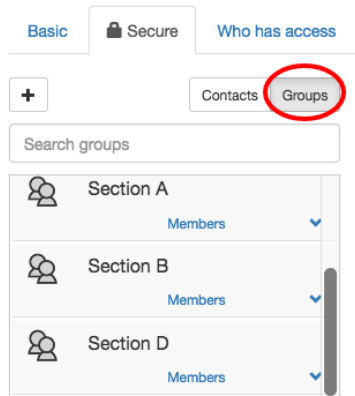 Basic Secure Who has access
+ Contacts Groups
Search groups
Section A
Members
Section B
Members
Section D
Members